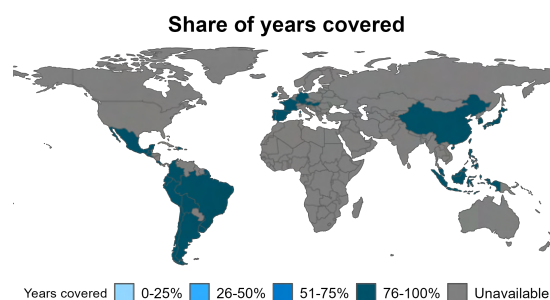 Share of years covered
Years covered 0-25% 26-50% 51-75% 76-100% Unavailable